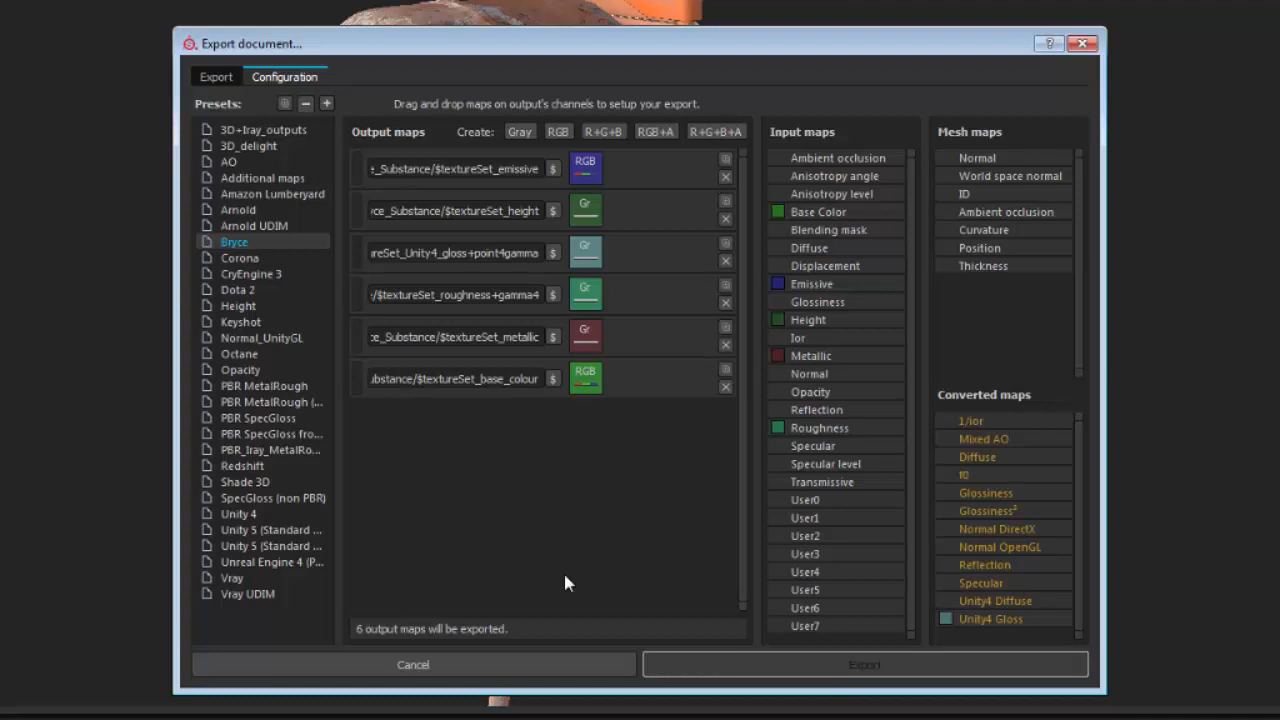 Export document...
Export
Configuration
Presets:
Drag and drop maps on output's channels to setup your export.
3D+Iray_outputs
3D_delight
AO
Additional maps
Amazon Lumberyard
Arnold
Arnold UDIM
Bryce
Corona
CryEngine 3
Dota 2
Height
Keyshot
Normal_UnityGL
Octane
Opacity
PBR MetalRough
PBR MetalRough (...
PBR SpecGloss
PBR SpecGloss fro...
PBR_Iray_MetalRo...
Redshift
Shade 3D
SpecGloss (non PBR)
Unity 4
Unity 5 (Standard ...
Unity 5 (Standard ...
Unreal Engine 4 (P...
Vray
Vray UDIM
Output maps
Create:
Gray
RGB
R+G+B
RGB+A
R+G+B+A
_Substance/$textureSet_emissive $ RGB
ce_Substance/$textureSet_height $ Gr
reSet_Unity4_gloss+point4gamma $ Gr
/$textureSet_roughness+gamma4 $ Gr
ce_Substance/$textureSet_metallic $ Gr
ubstance/$textureSet_base_colour $ RGB
6 output maps will be exported.
Input maps
Ambient occlusion
Anisotropy angle
Anisotropy level
Base Color
Blending mask
Diffuse
Displacement
Emissive
Glossiness
Height
Ior
Metallic
Normal
Opacity
Reflection
Roughness
Specular
Specular level
Transmissive
User0
User1
User2
User3
User4
User5
User6
User7
Mesh maps
Normal
World space normal
ID
Ambient occlusion
Curvature
Position
Thickness
Converted maps
1/ior
Mixed AO
Diffuse
f0
Glossiness
Glossiness²
Normal DirectX
Normal OpenGL
Reflection
Specular
Unity4 Diffuse
Unity4 Gloss
Cancel
Export